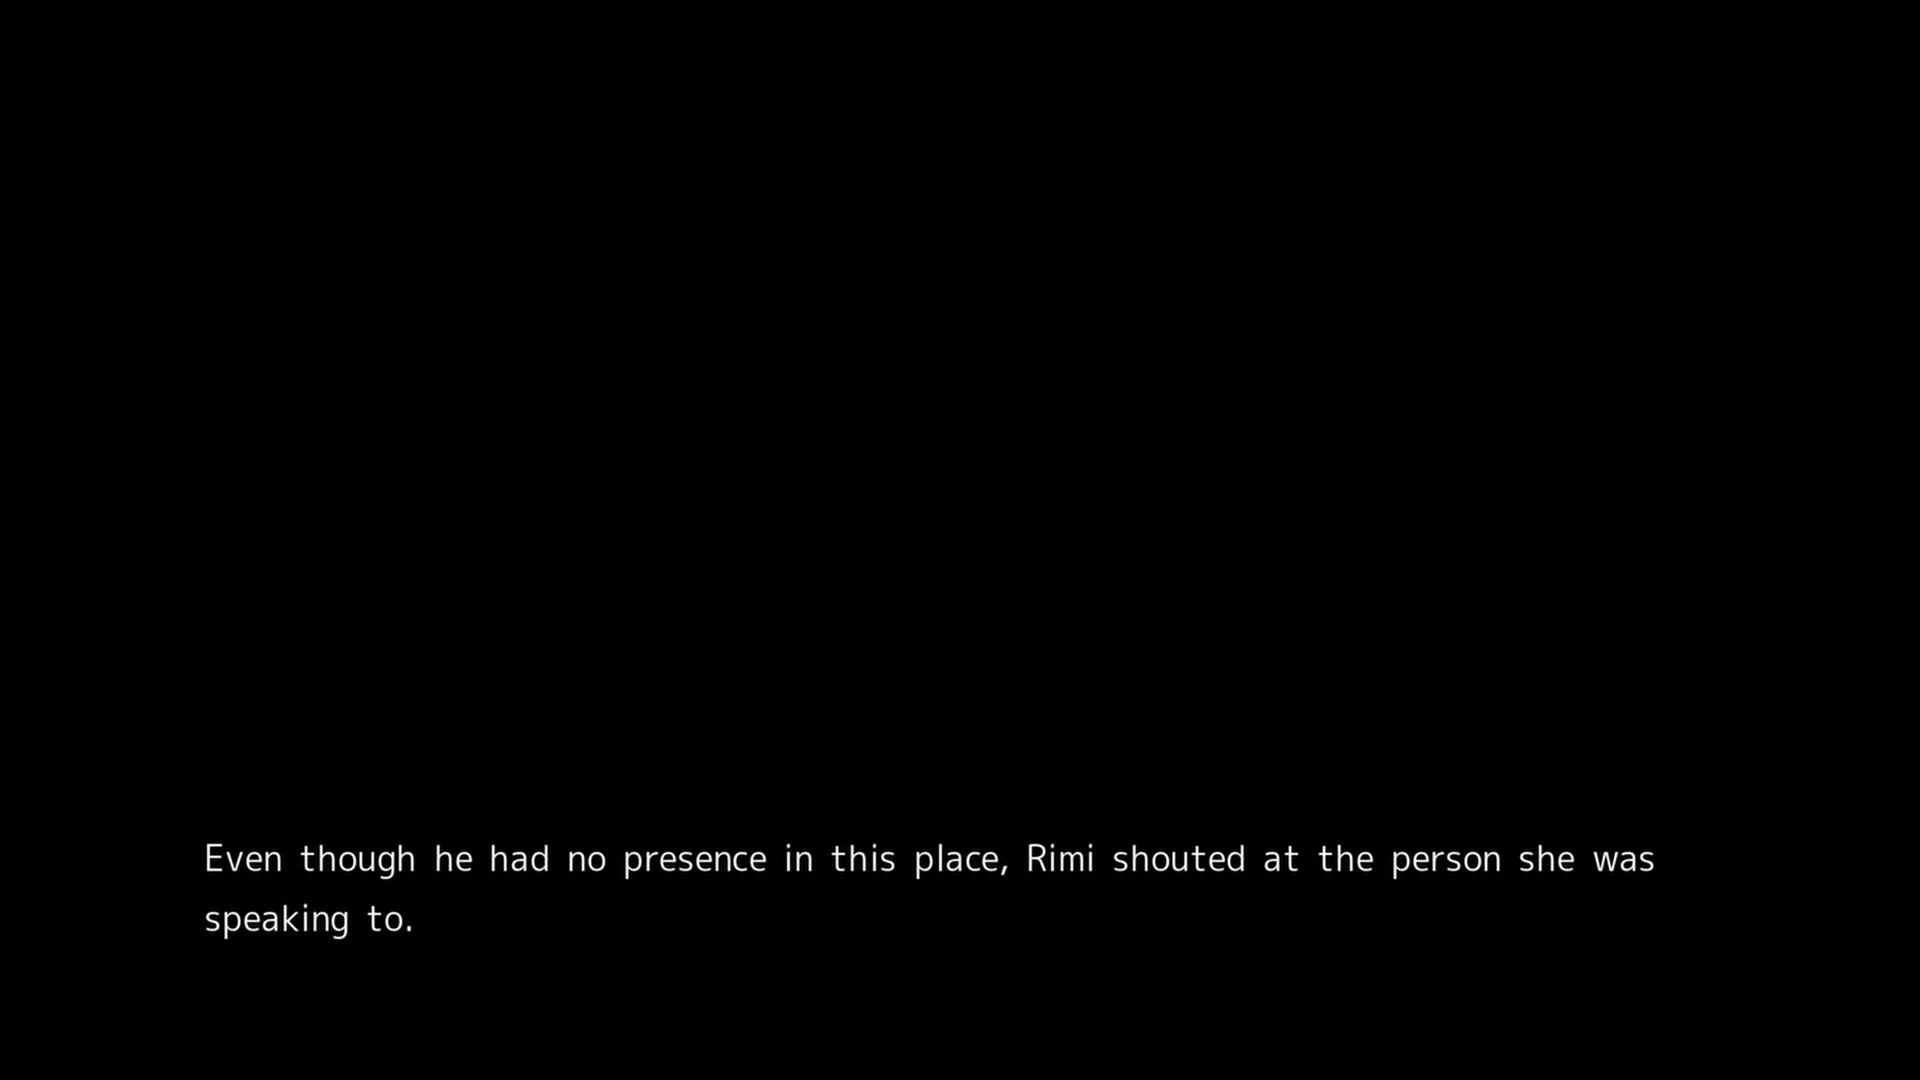 Even though he had no presence in this place, Rimi shouted at the person she was
speaking to.